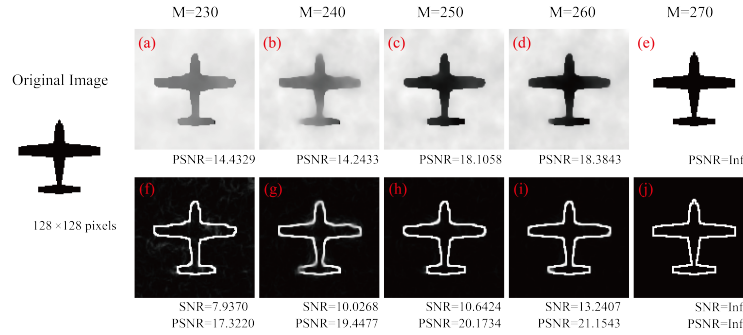 M=230 M=240 M=250 M=260 M=270
(a) (b) (c) (d) (e)
Original Image
PSNR=14.4329 PSNR=14.2433 PSNR=18.1058 PSNR=18.3843 PSNR=Inf
(f) (g) (h) (i) (j)
128×128 pixels
SNR=7.9370 SNR=10.0268 SNR=10.6424 SNR=13.2407 SNR=Inf
PSNR=17.3220 PSNR=19.4477 PSNR=20.1734 PSNR=21.1543 PSNR=Inf